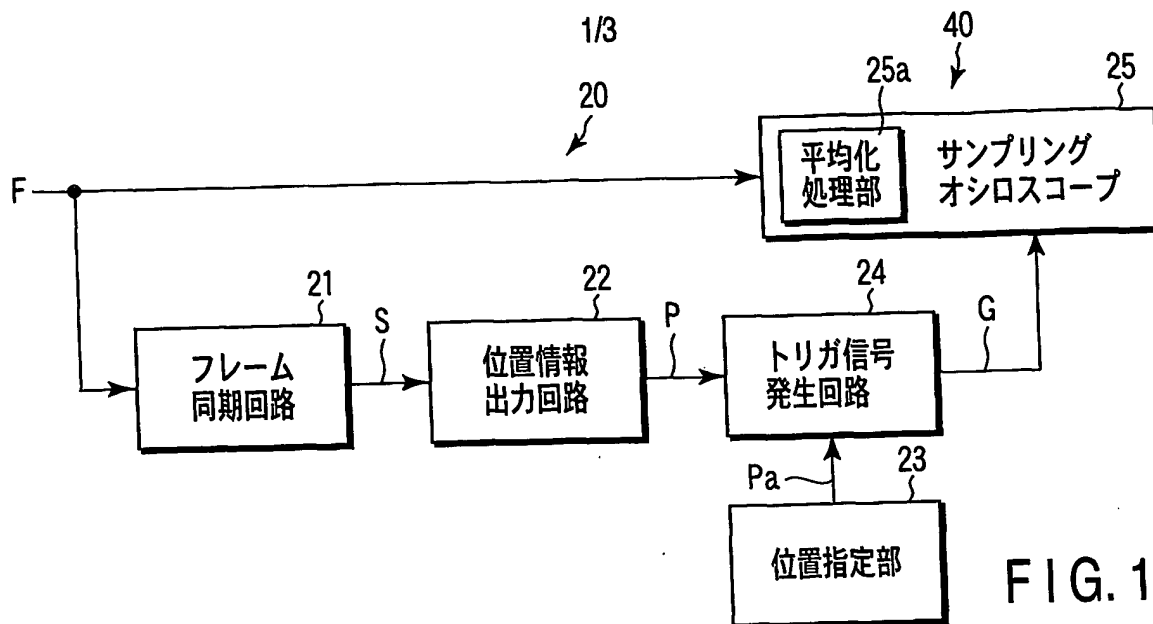 1/3
40
20
25a
25
平均化
処理部
サンプリング
オシロスコープ
F
21
22
24
S
P
G
フレーム
同期回路
位置情報
出力回路
トリガ信号
発生回路
Pa
23
位置指定部
FIG. 1